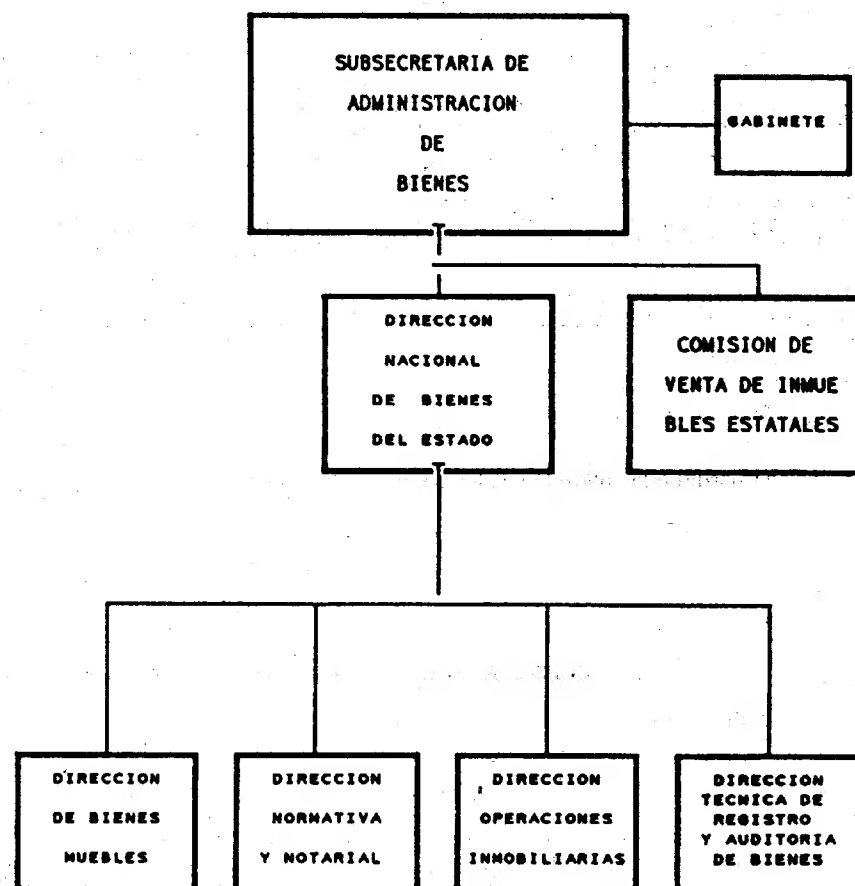 SUBSECRETARIA DE
ADMINISTRACION
DE
BIENES
GABINETE
DIRECCION
NACIONAL
DE BIENES
DEL ESTADO
COMISION DE
VENTA DE INMUE
BLES ESTATALES
DIRECCION
DE BIENES
MUEBLES
DIRECCION
NORMATIVA
Y NOTARIAL
DIRECCION
OPERACIONES
INMOBILIARIAS
DIRECCION
TECNICA DE
REGISTRO
Y AUDITORIA
DE BIENES